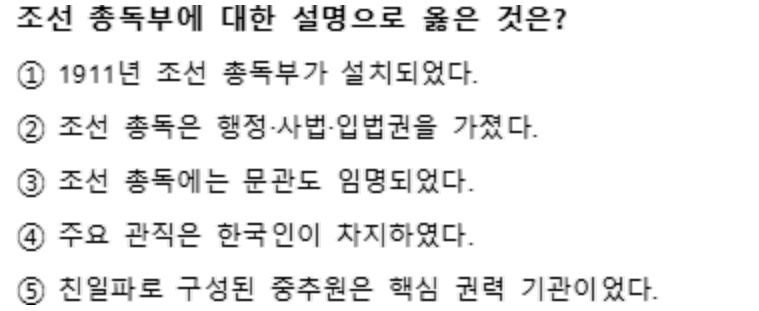 조선 총독부에 대한 설명으로 옳은 것은?
① 1911년 조선 총독부가 설치되었다.
② 조선 총독은 행정·사법·입법권을 가졌다.
③ 조선 총독에는 문관도 임명되었다.
④ 주요 관직은 한국인이 차지하였다.
⑤ 친일파로 구성된 중추원은 핵심 권력 기관이었다.